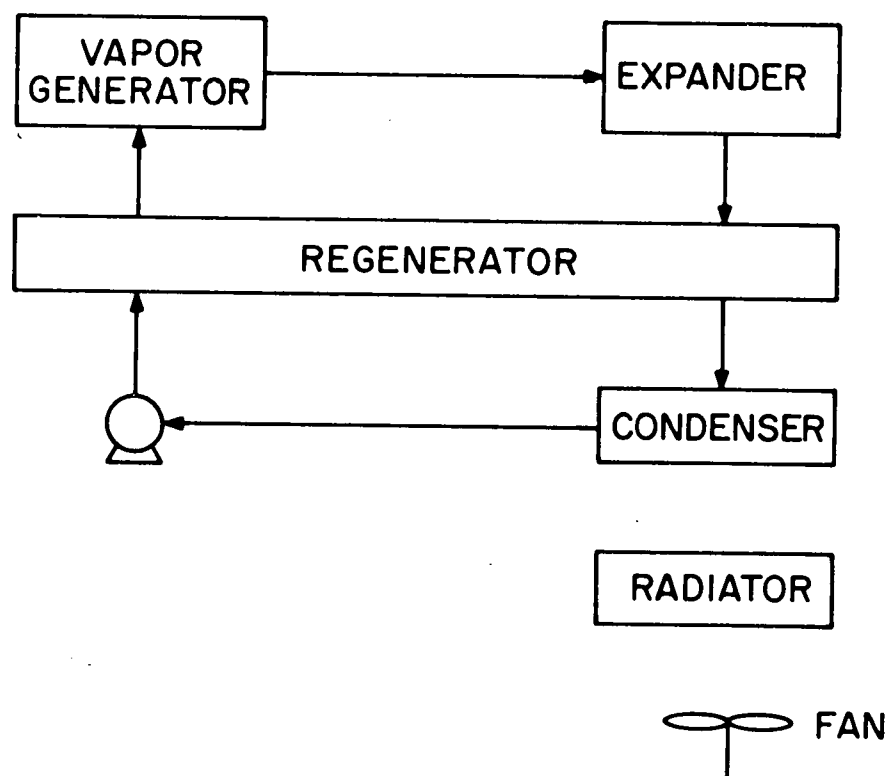 VAPOR
GENERATOR
EXPANDER
REGENERATOR
CONDENSER
RADIATOR
FAN